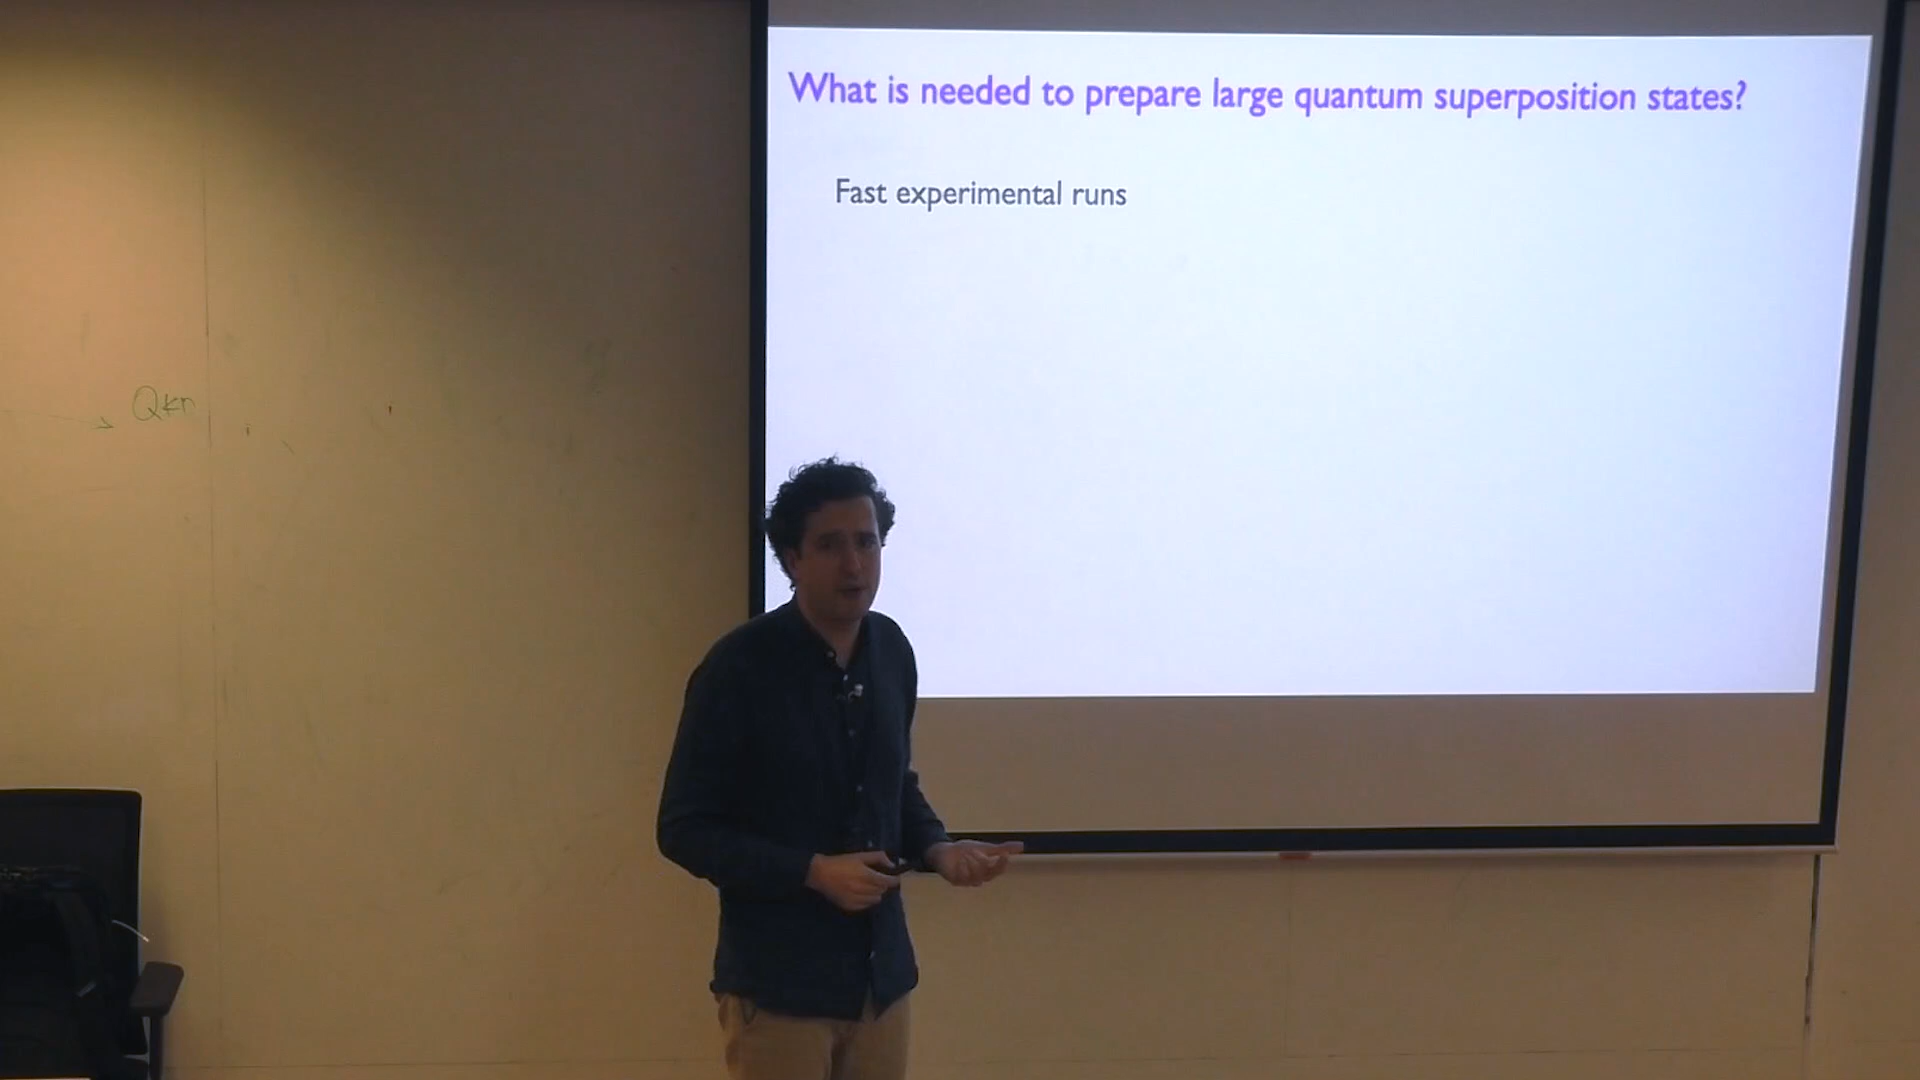 What is needed to prepare large quantum superposition states?
Fast experimental runs